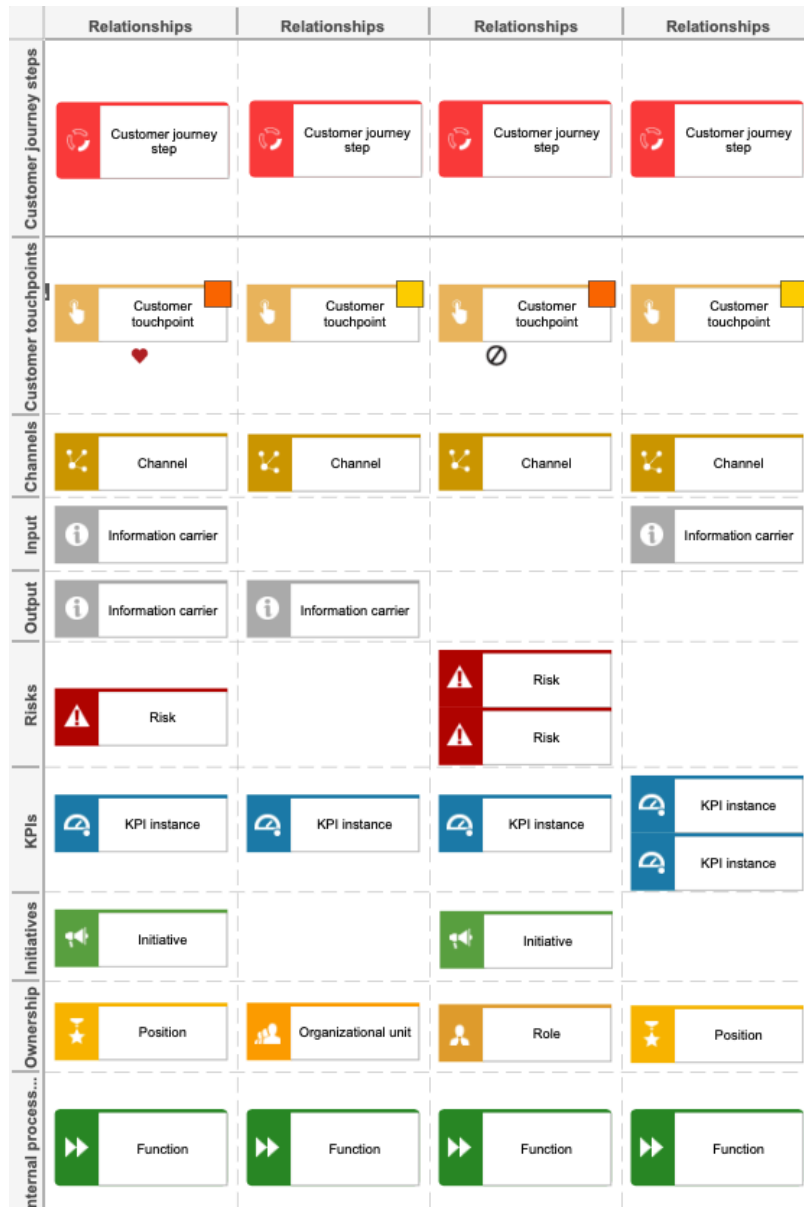 Relationships
Relationships
Relationships
Relationships
Customer journey steps
Customer journey
step
Customer journey
step
Customer journey
step
Customer journey
step
Customer touchpoints
Customer
touchpoint
Customer
touchpoint
Customer
touchpoint
Customer
touchpoint
Channels
Channel
Channel
Channel
Channel
Input
Information carrier
Information carrier
Output
Information carrier
Information carrier
Risks
Risk
Risk
Risk
KPIs
KPI instance
KPI instance
KPI instance
KPI instance
KPI instance
Initiatives
Initiative
Initiative
Ownership
Position
Organizational unit
Role
Position
nternal process...
Function
Function
Function
Function